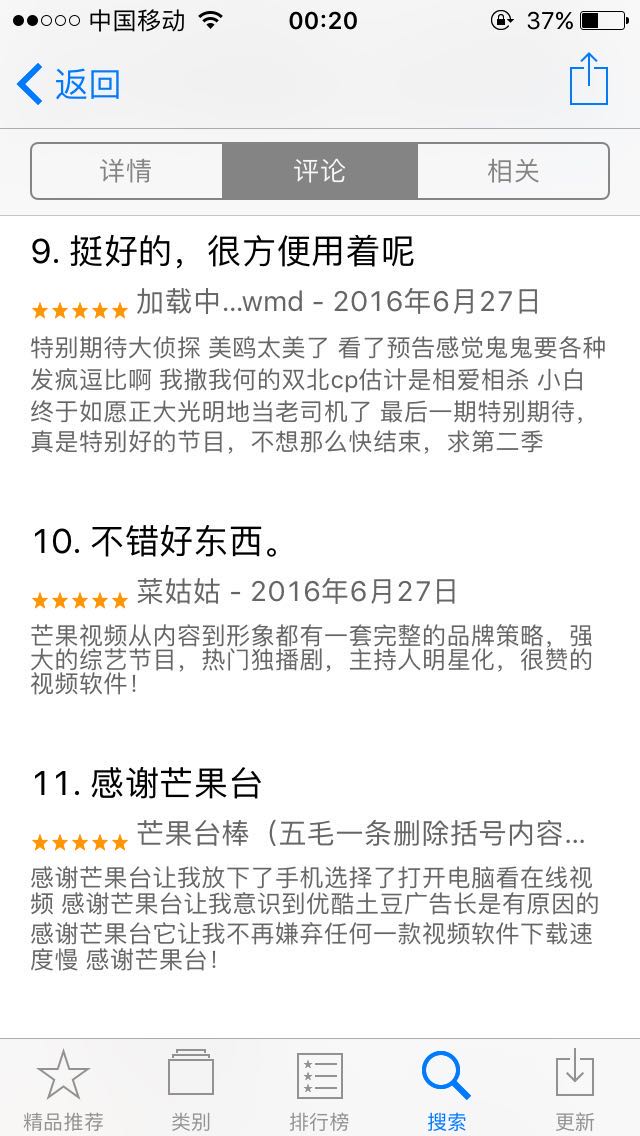 中国移动 00:20 37%
返回
详情 评论 相关
9. 挺好的，很方便用着呢
加载中...wmd - 2016年6月27日
特别期待大侦探 美鸥太美了 看了预告感觉鬼鬼要各种
发疯逗比啊 我撒我何的双北cp估计是相爱相杀 小白
终于如愿正大光明地当老司机了 最后一期特别期待，
真是特别好的节目，不想那么快结束，求第二季
10. 不错好东西。
菜姑姑 - 2016年6月27日
芒果视频从内容到形象都有一套完整的品牌策略，强
大的综艺节目，热门独播剧，主持人明星化，很赞的
视频软件！
11. 感谢芒果台
芒果台棒（五毛一条删除括号内容...
感谢芒果台让我放下了手机选择了打开电脑看在线视
频 感谢芒果台让我意识到优酷土豆广告长是有原因的
感谢芒果台它让我不再嫌弃任何一款视频软件下载速
度慢 感谢芒果台！
精品推荐 类别 排行榜 搜索 更新